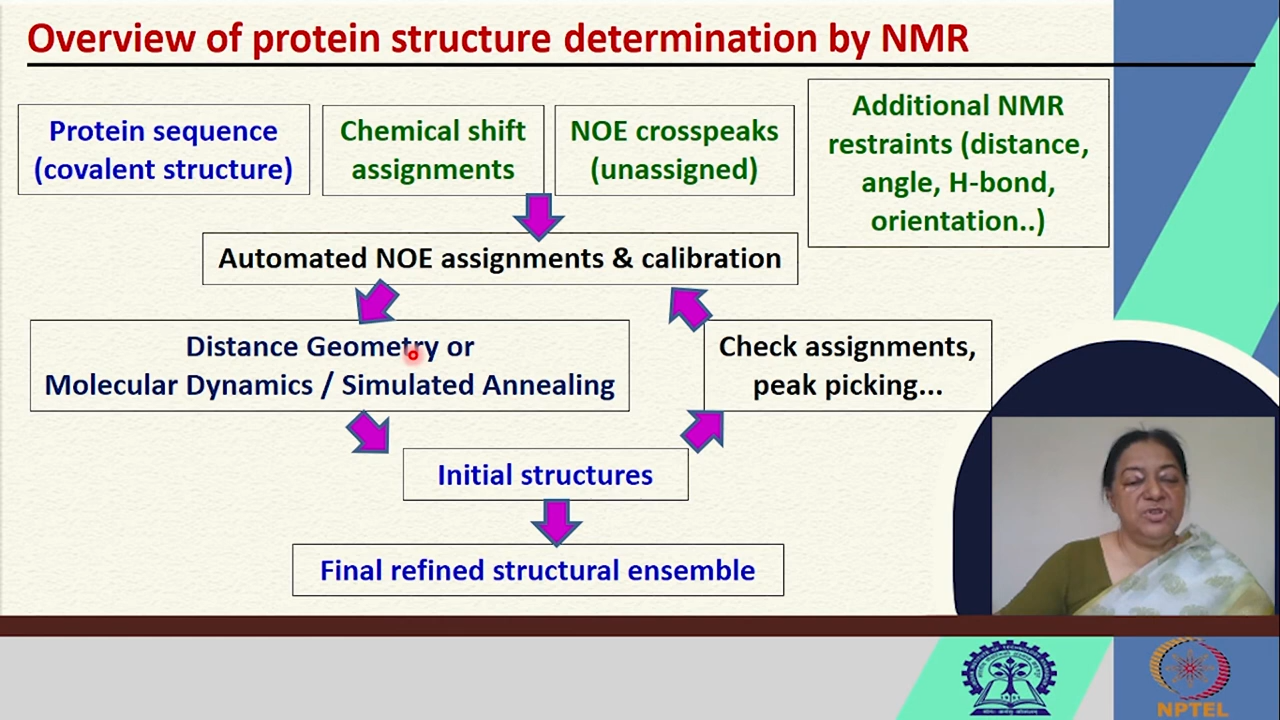 Overview of protein structure determination by NMR
Protein sequence
(covalent structure)
Chemical shift
assignments
NOE crosspeaks
(unassigned)
Additional NMR
restraints (distance,
angle, H-bond,
orientation..)
Automated NOE assignments & calibration
Distance Geometry or
Molecular Dynamics / Simulated Annealing
Check assignments,
peak picking...
Initial structures
Final refined structural ensemble
NPTEL